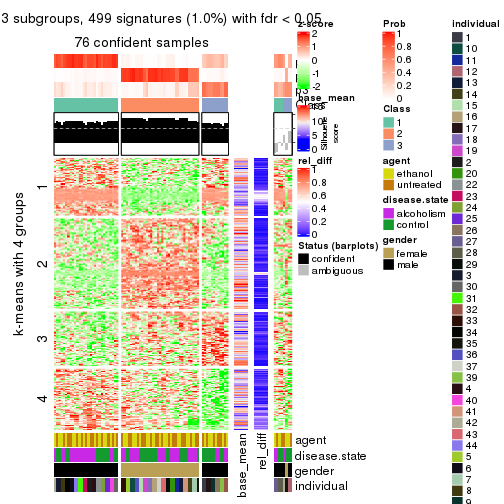 3 subgroups, 499 signatures (1.0%) with fdr < 0.05
76 confident samples
k-means with 4 groups
1
2
3
4
Class
Silhouette
score
agent
disease.state
gender
individual
base_mean
rel_diff
z-score
2
1
0
-1
-2
base_mean
15
10
5
0
rel_diff
1
0.8
0.6
0.4
0.2
0
Status (barplots)
confident
ambiguous
Prob
1
0.8
0.6
0.4
0.2
0
Class
1
2
3
agent
ethanol
untreated
disease.state
alcoholism
control
gender
female
male
individual
1
10
11
12
13
14
15
16
17
18
19
2
20
22
23
24
25
26
27
28
29
3
30
31
32
33
34
35
36
37
39
4
40
41
42
43
44
5
6
7
8
9